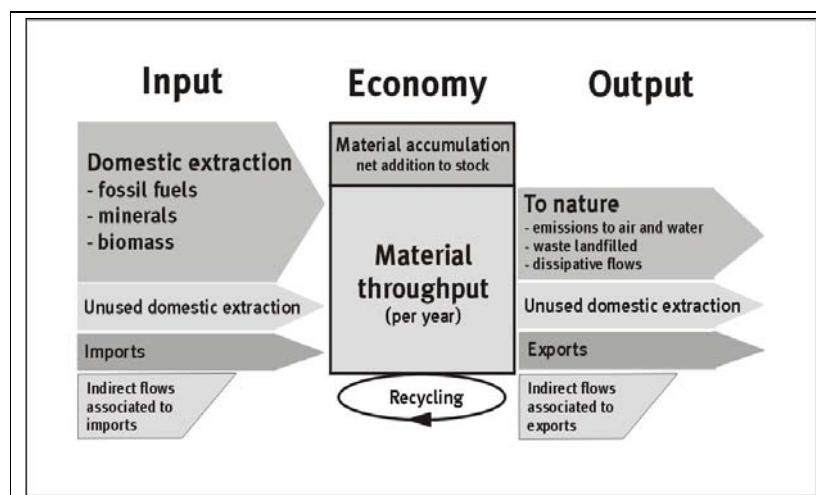 Input
Economy
Output
Domestic extraction
- fossil fuels
- minerals
- biomass
Unused domestic extraction
Imports
Indirect flows
associated to
imports
Material accumulation
net addition to stock
Material
throughput
(per year)
Recycling
To nature
- emissions to air and water
- waste landfilled
- dissipative flows
Unused domestic extraction
Exports
Indirect flows
associated to
exports